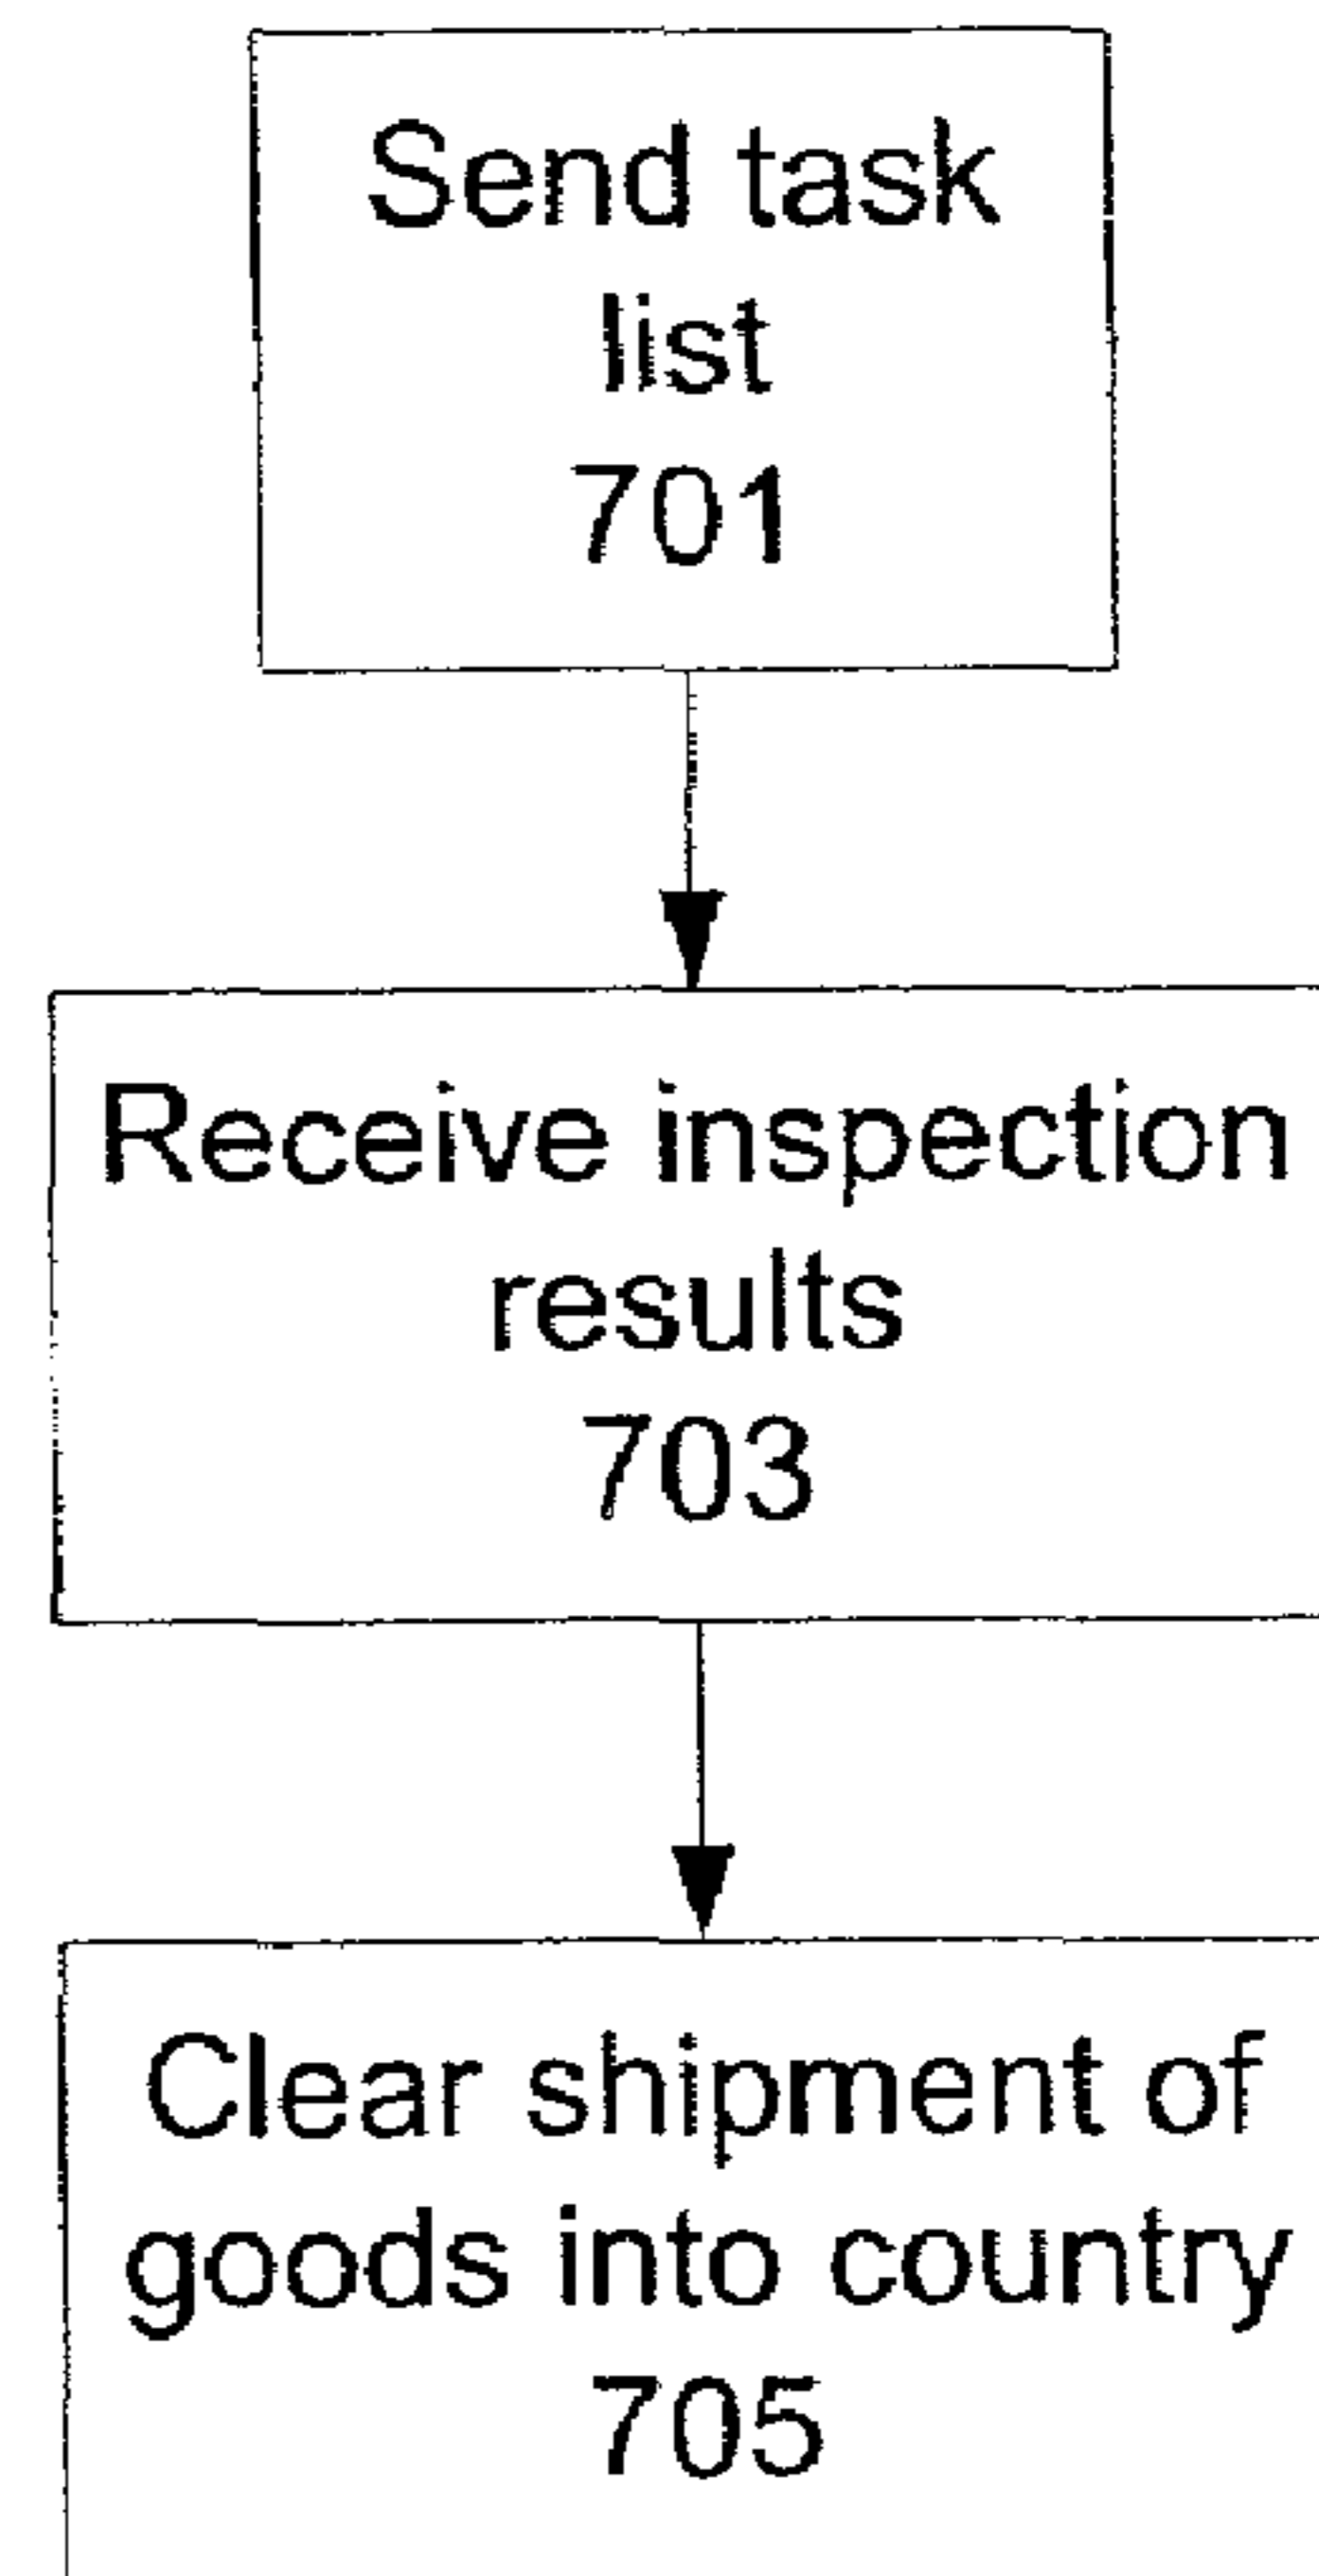 Send task
list
701
Receive inspection
results
703
Clear shipment of
goods into country
705